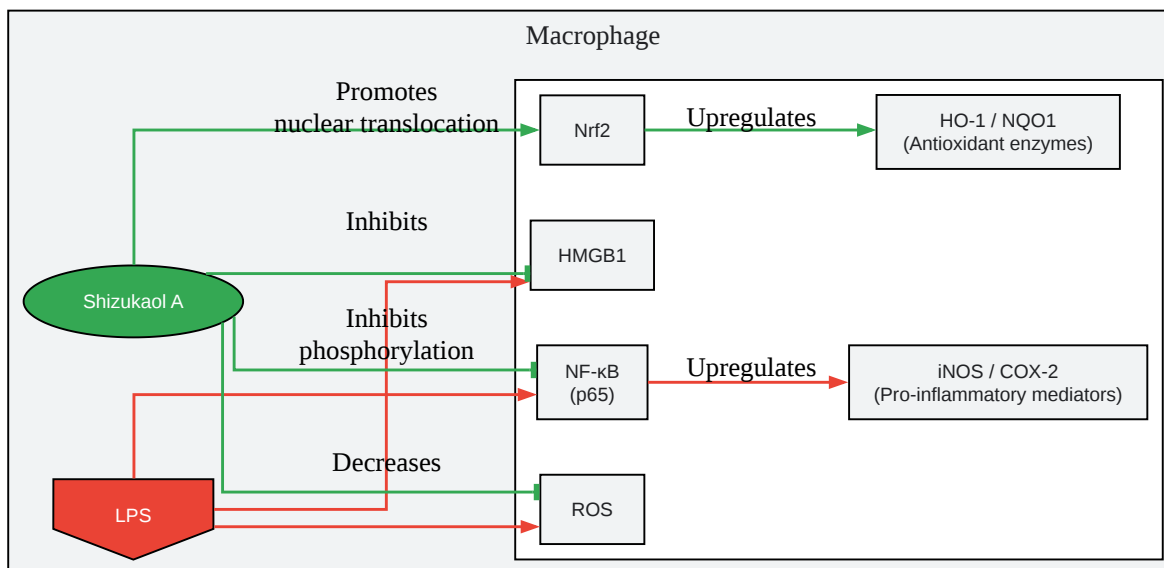 Macrophage
Promotes
nuclear translocation
Nrf2
Upregulates
HO-1 / NQO1
(Antioxidant enzymes)
Inhibits
HMGB1
Shizukaol A
Inhibits
phosphorylation
NF-κB
(p65)
Upregulates
iNOS / COX-2
(Pro-inflammatory mediators)
Decreases
LPS
ROS